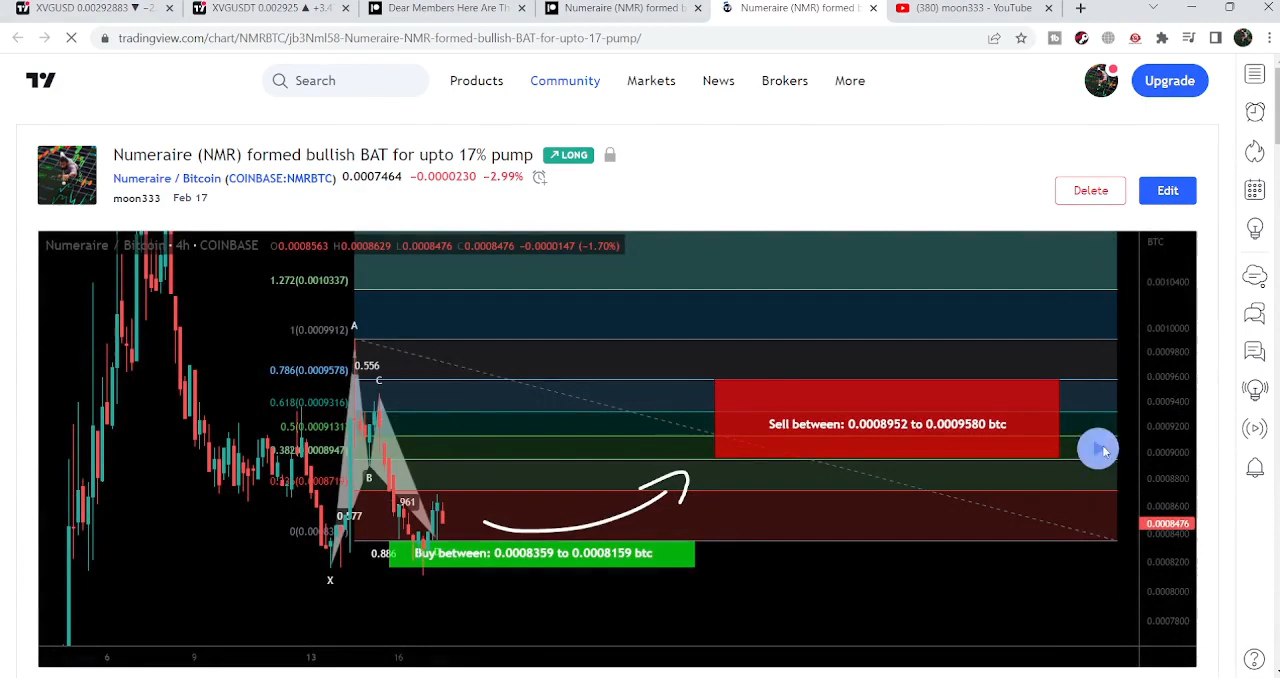 XVGUSD 0.00292883 ▼ −2.
XVGUSDT 0.002925 ▲ +3.4
Dear Members Here Are Th
Numeraire (NMR) formed b
Numeraire (NMR) formed b
(380) moon333 - YouTube
tradingview.com/chart/NMRBTC/jb3Nml58-Numeraire-NMR-formed-bullish-BAT-for-upto-17-pump/
Search
Products
Community
Markets
News
Brokers
More
Upgrade
Numeraire (NMR) formed bullish BAT for upto 17% pump
LONG
Numeraire / Bitcoin (COINBASE:NMRBTC) 0.0007464 −0.0000230 −2.99%
moon333 Feb 17
Delete
Edit
Numeraire / Bitcoin · 4h · COINBASE O0.0008563 H0.0008629 L0.0008476 C0.0008476 −0.0000147 (−1.70%)
BTC
1.272(0.0010337)
0.0010400
1(0.0009912)
A
0.0010000
0.0009800
0.786(0.0009578)
0.556
C
0.0009600
0.618(0.0009316)
0.0009400
0.5(0.0009131)
Sell between: 0.0008952 to 0.0009580 btc
0.0009200
0.382(0.0008947)
0.0009000
B
0.0008800
.961
0.0008600
0.0008476
0.0008400
0.886
Buy between: 0.0008359 to 0.0008159 btc
0.0008200
X
0.0008000
0.0007800
6
9
13
16